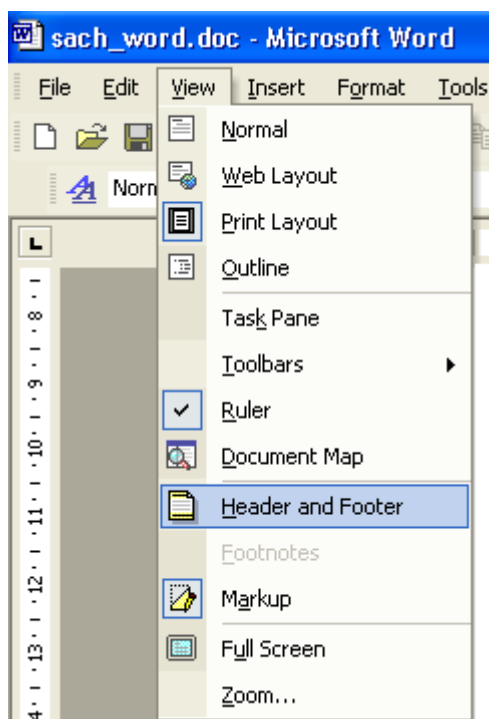 sach_word.doc - Microsoft Word
File Edit View Insert Format Tools
Norm
Normal
Web Layout
Print Layout
Outline
Task Pane
Toolbars
Ruler
Document Map
Header and Footer
Footnotes
Markup
Full Screen
Zoom...
L
8
9
10
11
12
13